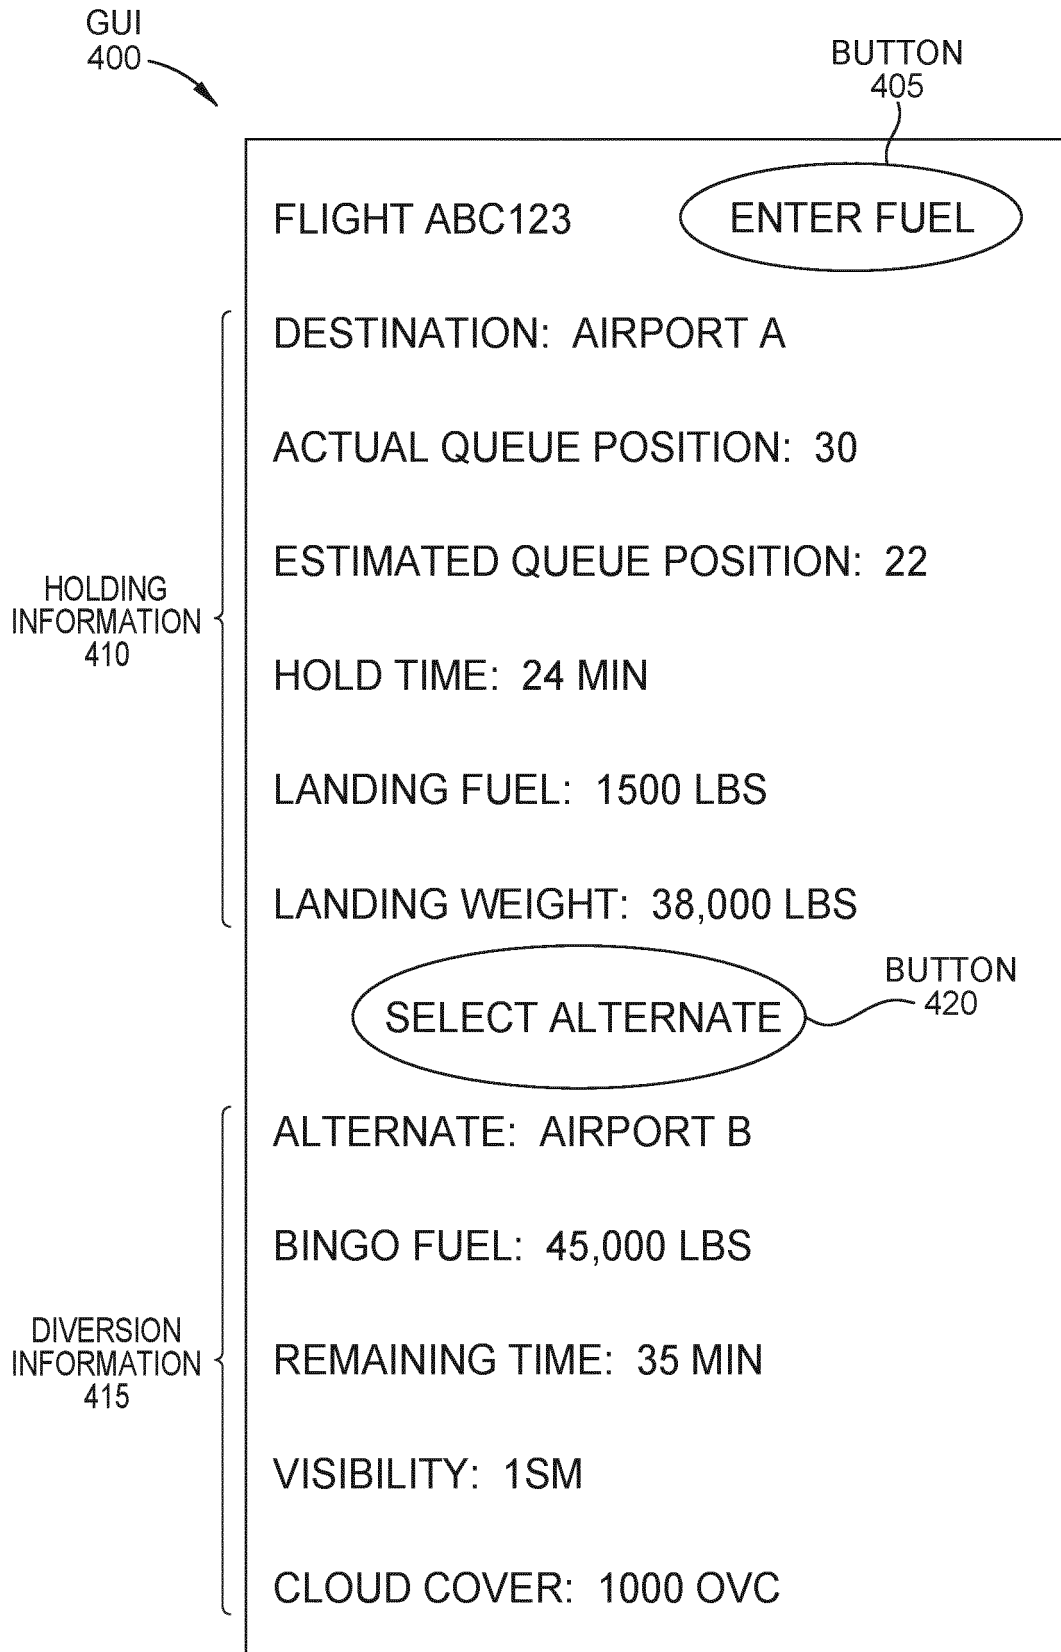 GUI
400
BUTTON
405
FLIGHT ABC123
ENTER FUEL
DESTINATION: AIRPORT A
ACTUAL QUEUE POSITION: 30
ESTIMATED QUEUE POSITION: 22
HOLDING
INFORMATION
410
HOLD TIME: 24 MIN
LANDING FUEL: 1500 LBS
LANDING WEIGHT: 38,000 LBS
SELECT ALTERNATE
BUTTON
420
ALTERNATE: AIRPORT B
BINGO FUEL: 45,000 LBS
DIVERSION
INFORMATION
415
REMAINING TIME: 35 MIN
VISIBILITY: 1SM
CLOUD COVER: 1000 OVC